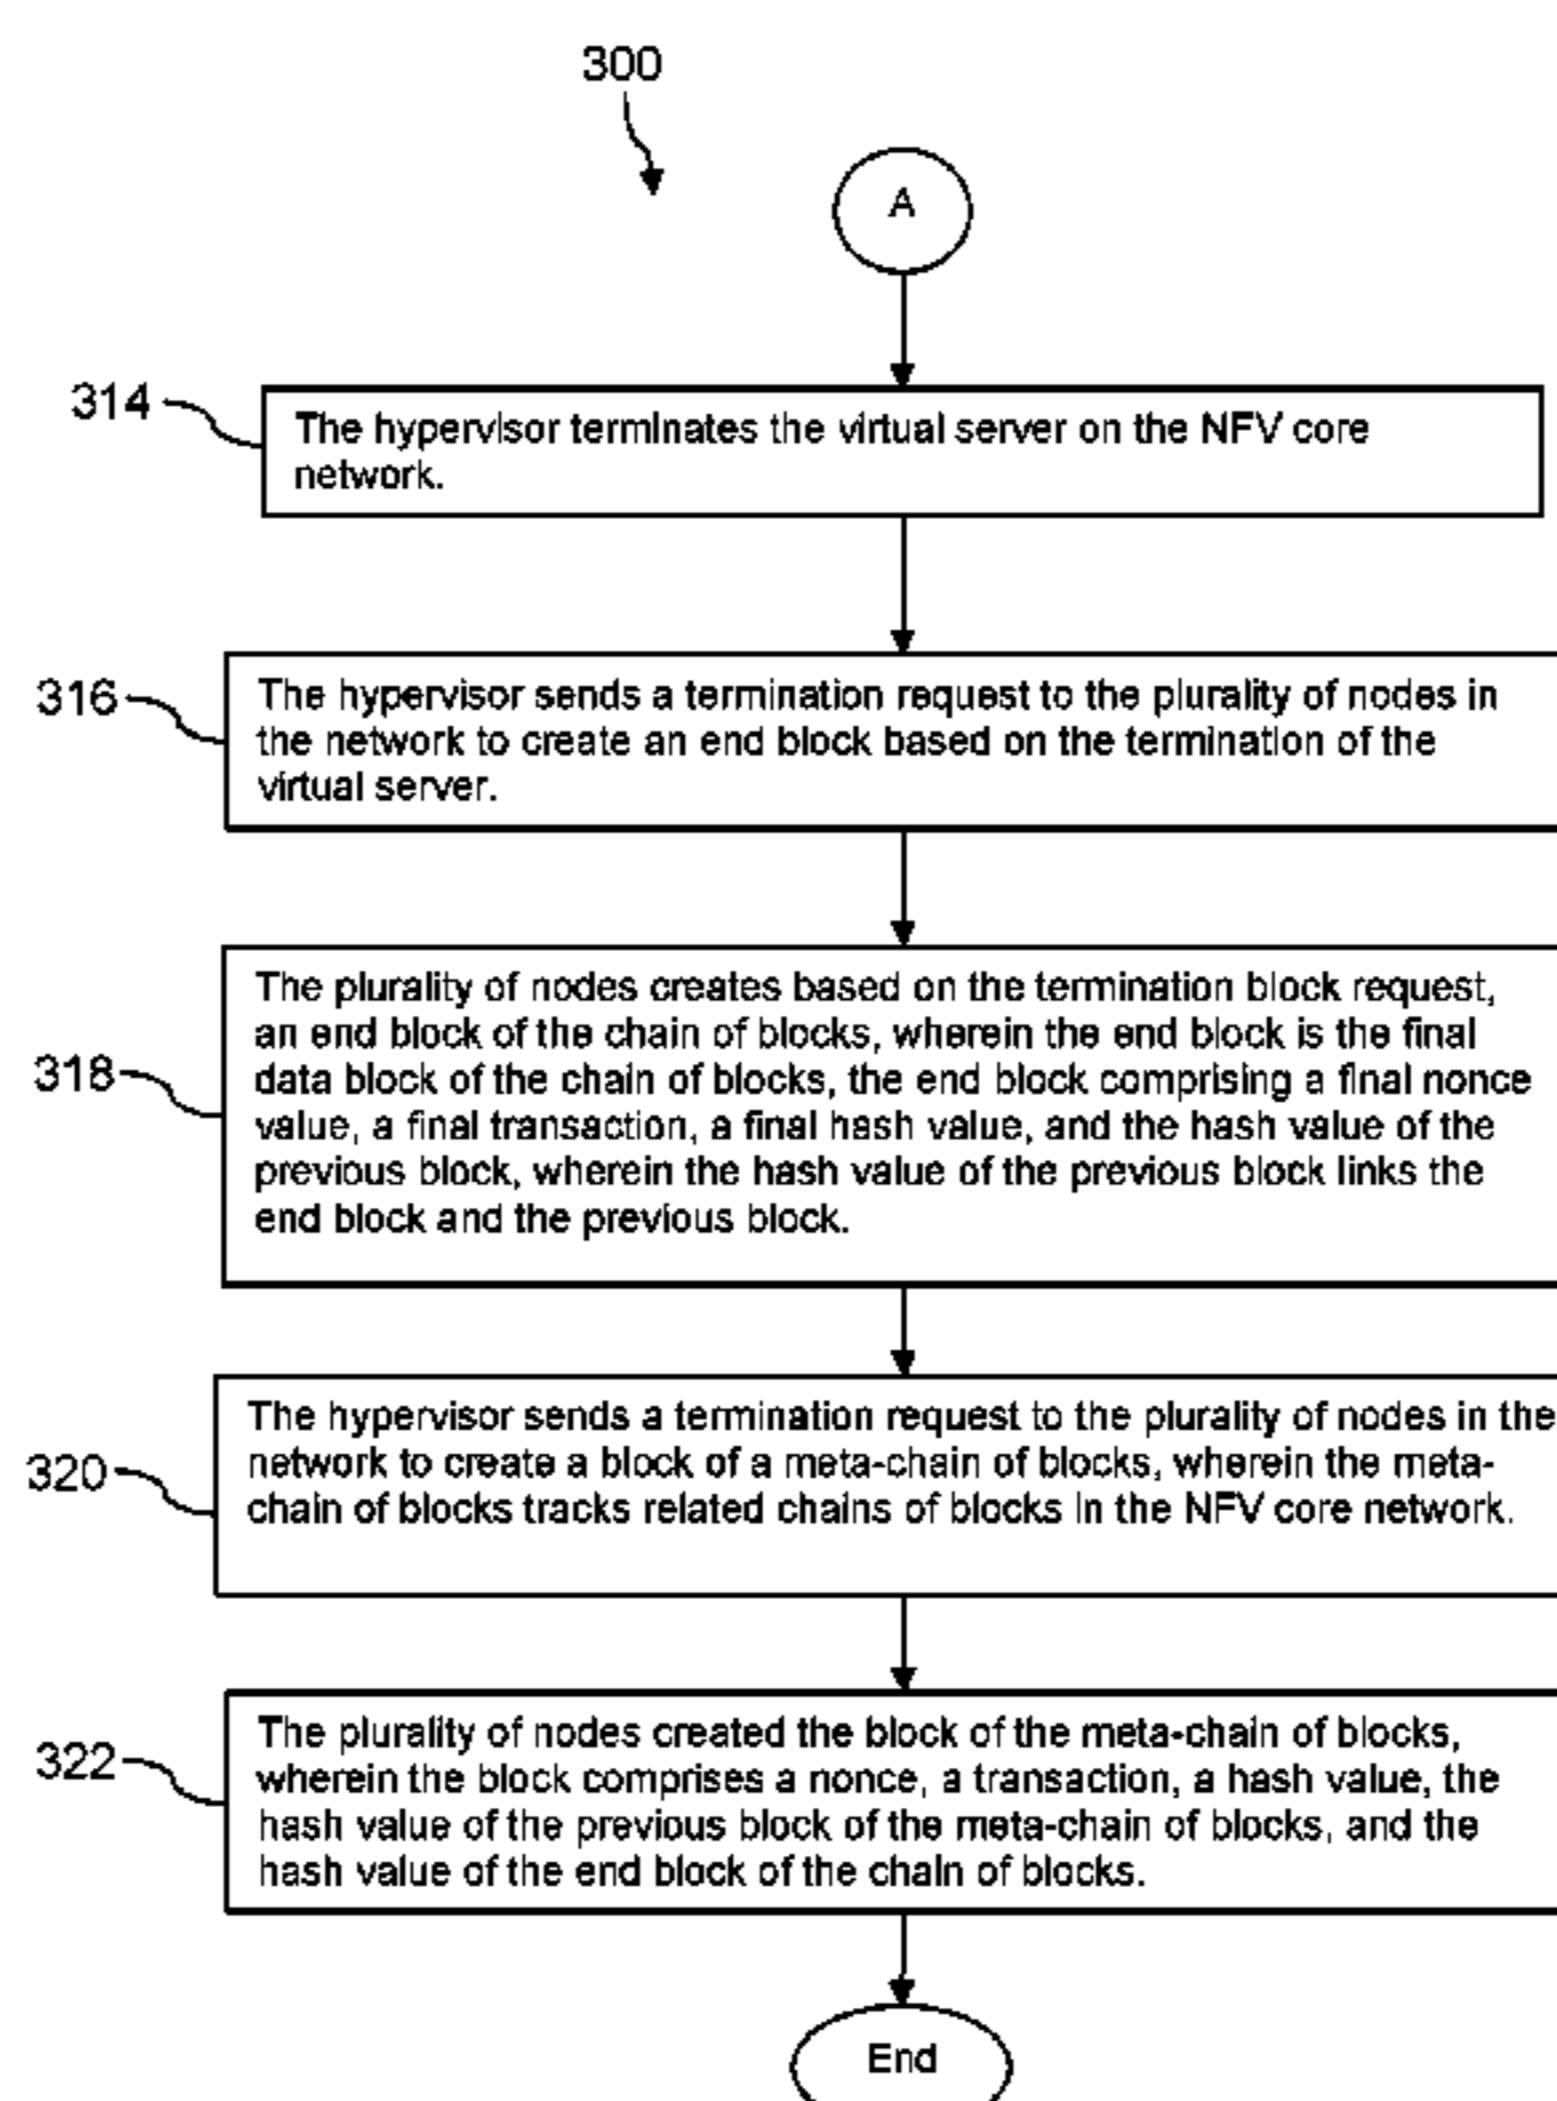 300
A
314
The hypervisor terminates the virtual server on the NFV core
network.
316
The hypervisor sends a termination request to the plurality of nodes in
the network to create an end block based on the termination of the
virtual server.
318
The plurality of nodes creates based on the termination block request,
an end block of the chain of blocks, wherein the end block is the final
data block of the chain of blocks, the end block comprising a final nonce
value, a final transaction, a final hash value, and the hash value of the
previous block, wherein the hash value of the previous block links the
end block and the previous block.
320
The hypervisor sends a termination request to the plurality of nodes in the
network to create a block of a meta-chain of blocks, wherein the meta-
chain of blocks tracks related chains of blocks in the NFV core network.
322
The plurality of nodes created the block of the meta-chain of blocks,
wherein the block comprises a nonce, a transaction, a hash value, the
hash value of the previous block of the meta-chain of blocks, and the
hash value of the end block of the chain of blocks.
End